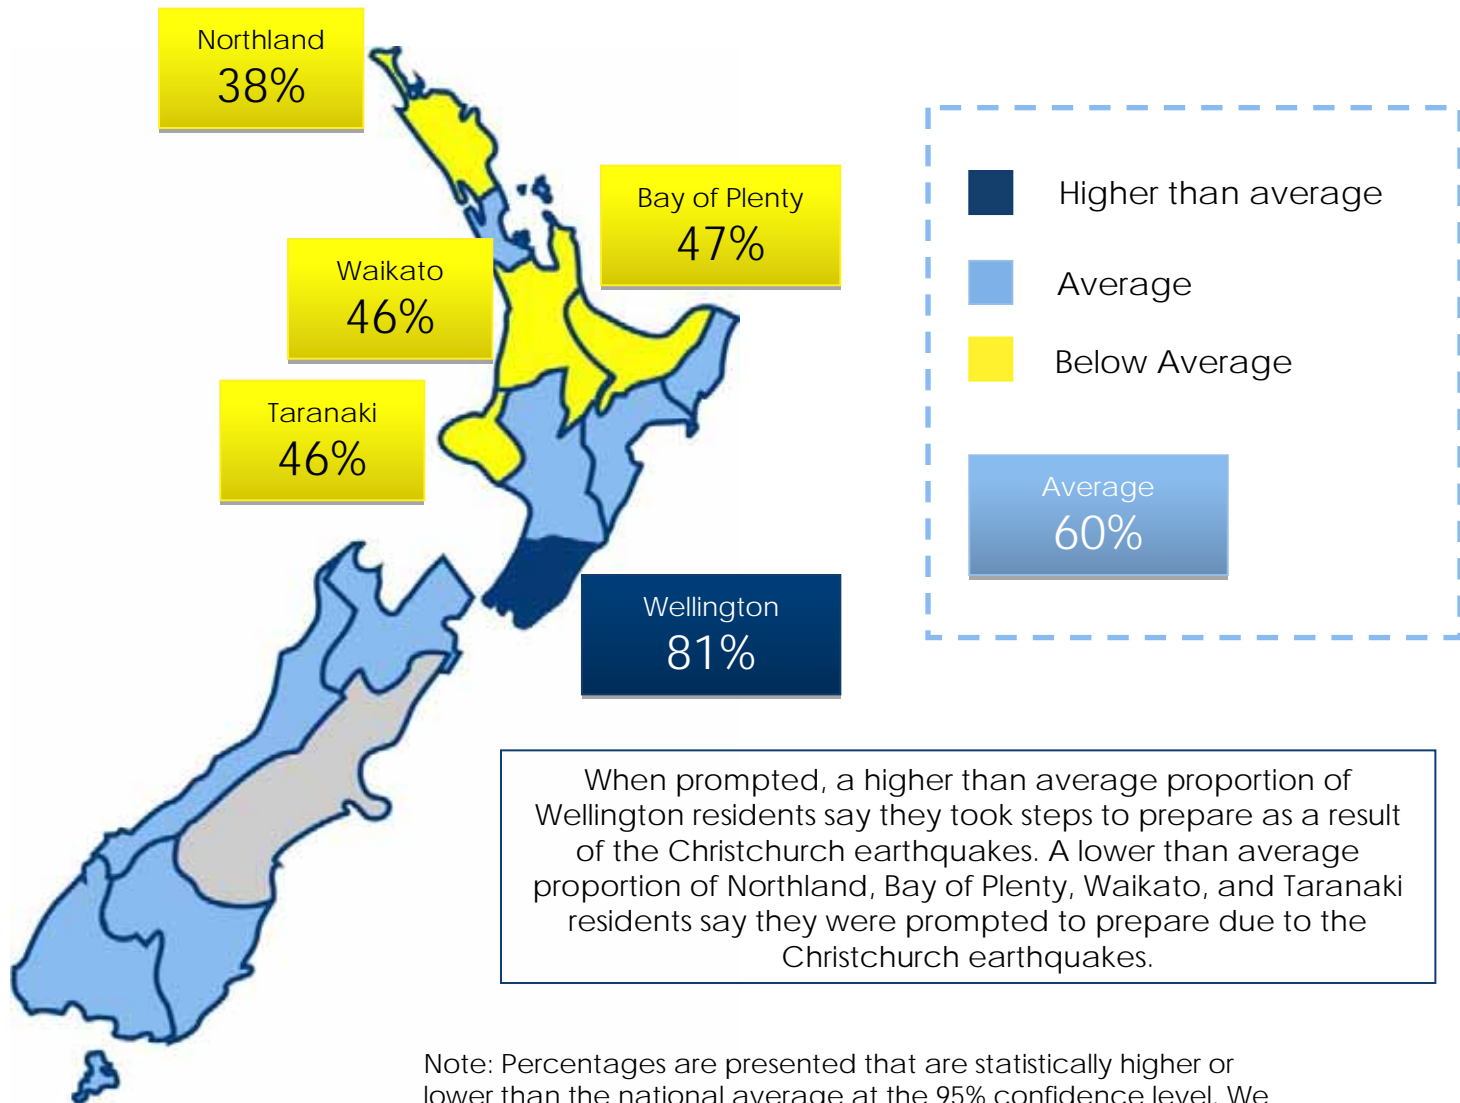 Northland
38%
Bay of Plenty
47%
Waikato
46%
Taranaki
46%
Wellington
81%
Higher than average
Average
Below Average
Average
60%
When prompted, a higher than average proportion of
Wellington residents say they took steps to prepare as a result
of the Christchurch earthquakes. A lower than average
proportion of Northland, Bay of Plenty, Waikato, and Taranaki
residents say they were prompted to prepare due to the
Christchurch earthquakes.
Note: Percentages are presented that are statistically higher or
lower than the national average at the 95% confidence level. We